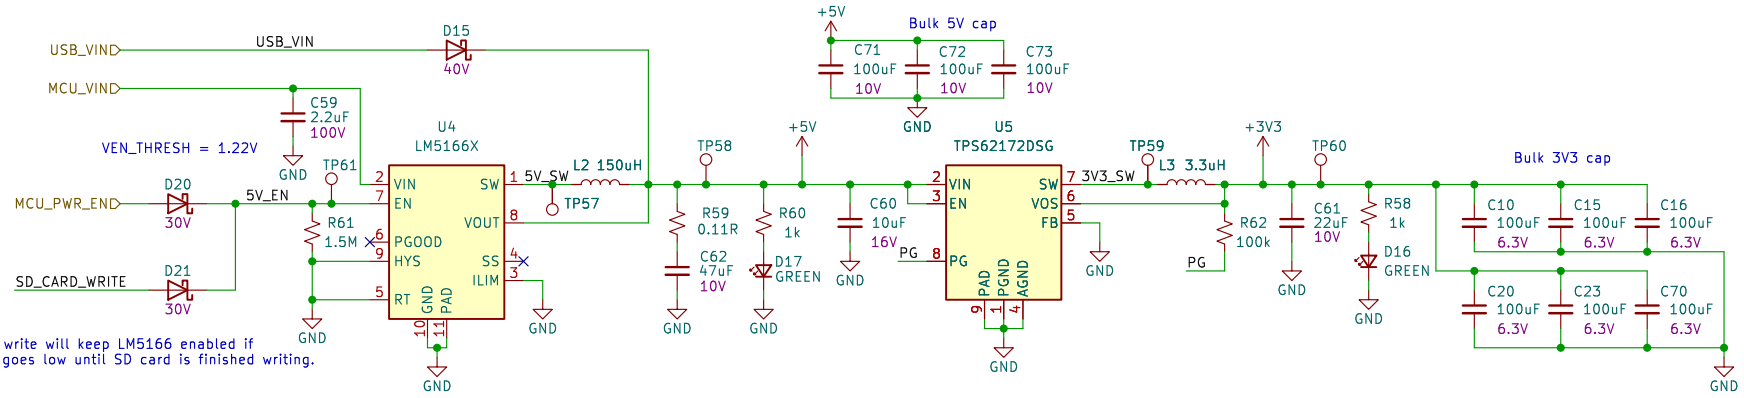 +5V
Bulk 5V cap
USB_VIN
USB_VIN
D15
40V
C71
100uF
10V
C72
100uF
10V
C73
100uF
10V
GND
MCU_VIN
C59
2.2uF
100V
GND
VEN_THRESH = 1.22V
TP61
U4
LM5166X
2
VIN
7
EN
6
PGOOD
9
HYS
5
RT
SW
1
VOUT
8
SS
4
ILIM
3
GND
10
PAD
11
GND
GND
5V_SW
TP57
L2 150uH
MCU_PWR_EN
D20
30V
5V_EN
R61
1.5M
GND
SD_CARD_WRITE
D21
30V
write will keep LM5166 enabled if
goes low until SD card is finished writing.
TP58
+5V
R59
0.11R
C62
47uF
10V
GND
R60
1k
D17
GREEN
GND
C60
10uF
16V
GND
PG
U5
TPS62172DSG
2
VIN
3
EN
8
PG
SW
7
VOS
6
FB
5
PAD
9
PGND
1
AGND
4
GND
GND
3V3_SW
TP59
L3 3.3uH
+3V3
TP60
R62
100k
PG
C61
22uF
10V
GND
R58
1k
D16
GREEN
GND
Bulk 3V3 cap
C10
100uF
6.3V
C15
100uF
6.3V
C16
100uF
6.3V
C20
100uF
6.3V
C23
100uF
6.3V
C70
100uF
6.3V
GND